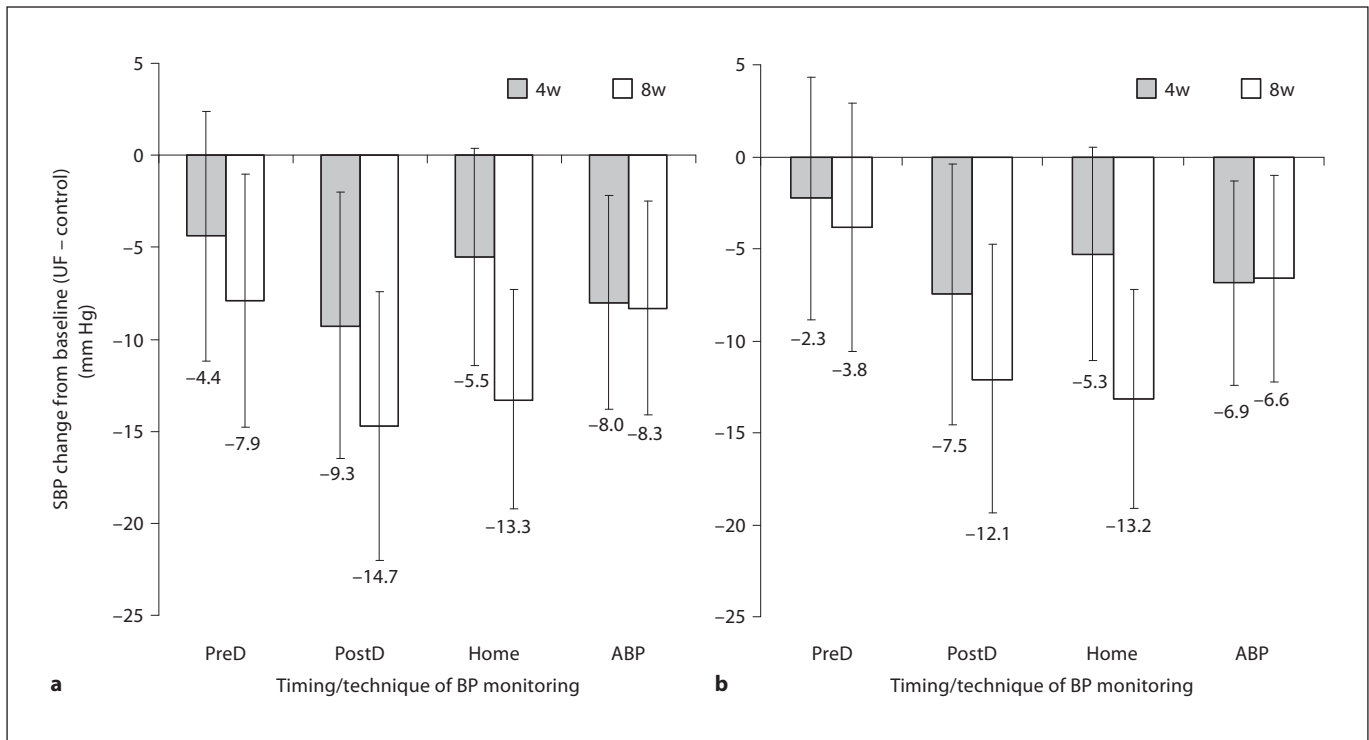 SBP change from baseline (UF – control)
(mm Hg)
5
0
–5
–10
–15
–20
–25
4w
8w
–4.4
–7.9
–9.3
–14.7
–5.5
–13.3
–8.0
–8.3
PreD
PostD
Home
ABP
a
Timing/technique of BP monitoring
5
0
–5
–10
–15
–20
–25
4w
8w
–2.3
–3.8
–7.5
–12.1
–5.3
–13.2
–6.9
–6.6
PreD
PostD
Home
ABP
b
Timing/technique of BP monitoring